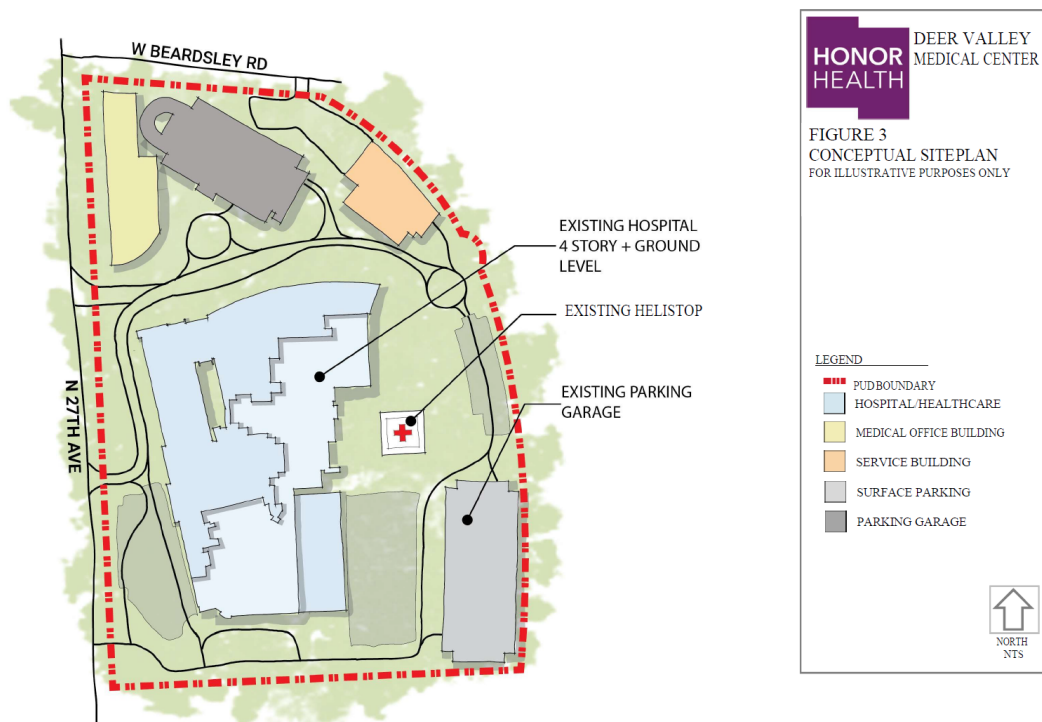 W BEARDSLEY RD
N 27TH AVE
EXISTING HOSPITAL
4 STORY + GROUND
LEVEL
EXISTING HELISTOP
EXISTING PARKING
GARAGE
HONOR
HEALTH
DEER VALLEY
MEDICAL CENTER
FIGURE 3
CONCEPTUAL SITEPLAN
FOR ILLUSTRATIVE PURPOSES ONLY
LEGEND
PUD BOUNDARY
HOSPITAL/HEALTHCARE
MEDICAL OFFICE BUILDING
SERVICE BUILDING
SURFACE PARKING
PARKING GARAGE
NORTH
NTS